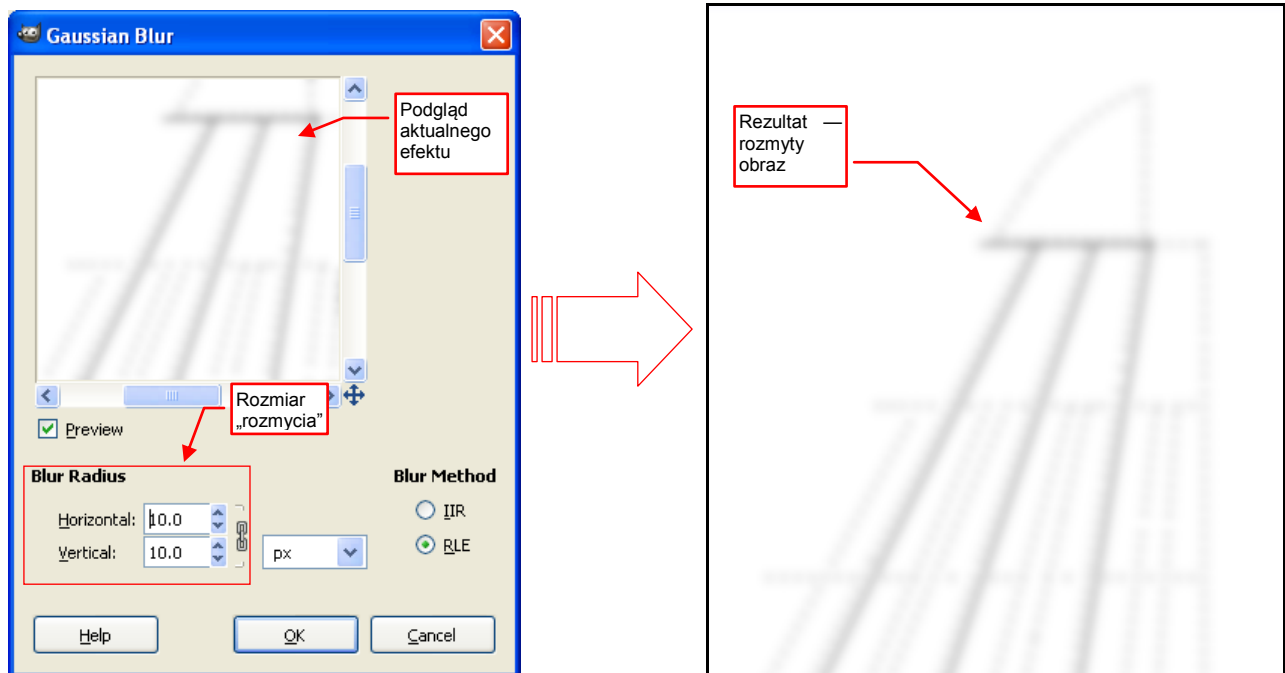 Gaussian Blur
Podgląd
aktualnego
efektu
Rozmiar
„rozmycia”
Preview
Blur Radius
Horizontal: 10.0
Vertical: 10.0
px
Blur Method
IIR
RLE
Help
OK
Cancel
Rezultat —
rozmyty
obraz